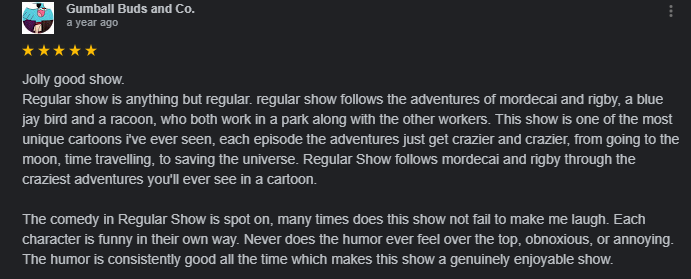 Gumball Buds and Co.
a year ago
Jolly good show.
Regular show is anything but regular. regular show follows the adventures of mordecai and rigby, a blue
jay bird and a racoon, who both work in a park along with the other workers. This show is one of the most
unique cartoons i've ever seen, each episode the adventures just get crazier and crazier, from going to the
moon, time travelling, to saving the universe. Regular Show follows mordecai and rigby through the
craziest adventures you'll ever see in a cartoon.
The comedy in Regular Show is spot on, many times does this show not fail to make me laugh. Each
character is funny in their own way. Never does the humor ever feel over the top, obnoxious, or annoying.
The humor is consistently good all the time which makes this show a genuinely enjoyable show.